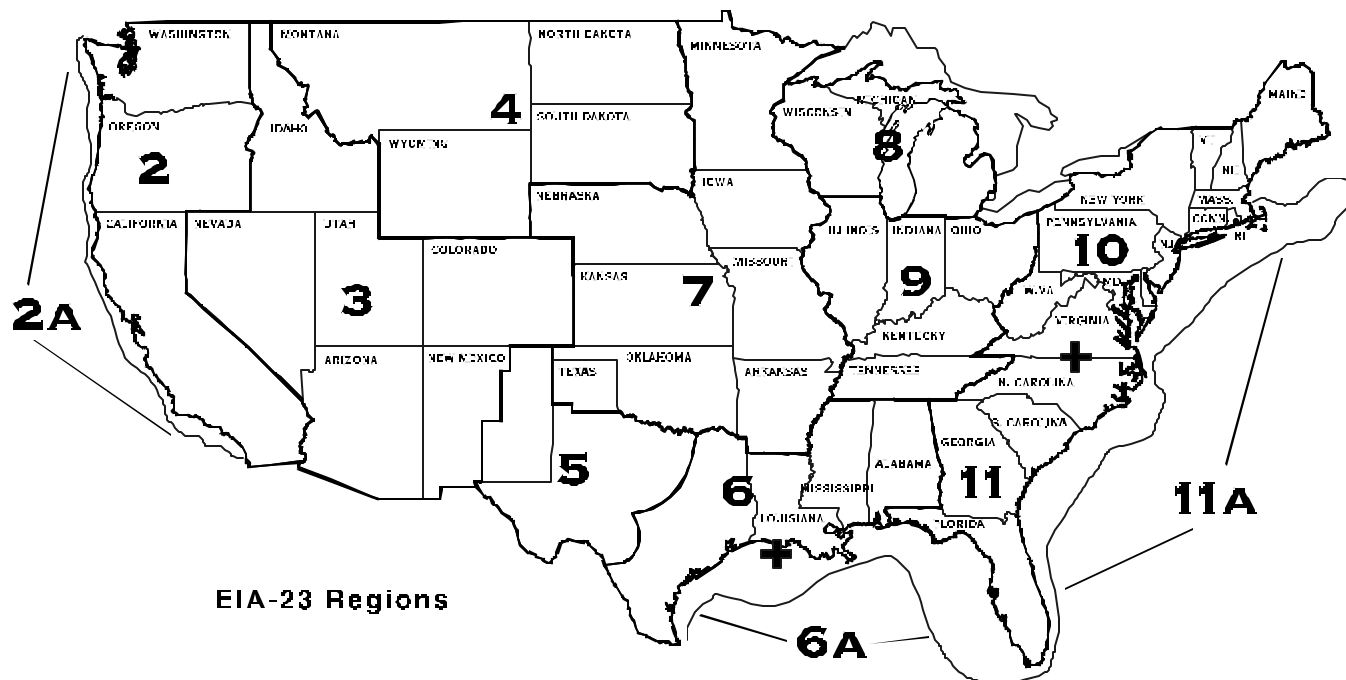 WASHINGTON
MONTANA
NORTH DAKOTA
MINNESOTA
4
SOUTH DAKOTA
WISCONSIN
MICHIGAN
8
MAINE
OREGON
IDAHO
WYOMING
2
IOWA
NEBRASKA
NEW YORK
MASS.
CONN
RI
CALIFORNIA
NEVADA
UTAH
COLORADO
ILLINOIS
INDIANA
OHIO
PENNSYLVANIA
10
NJ
MISSOURI
KANSAS
7
9
W.VA
MD
2A
3
VIRGINIA
KENTUCKY
ARIZONA
NEW MEXICO
TEXAS
OKLAHOMA
ARKANSAS
TENNESSEE
N. CAROLINA
S. CAROLINA
GEORGIA
5
6
ALABAMA
11
MISSISSIPPI
11A
LOUISIANA
FLORIDA
EIA-23 Regions
6A